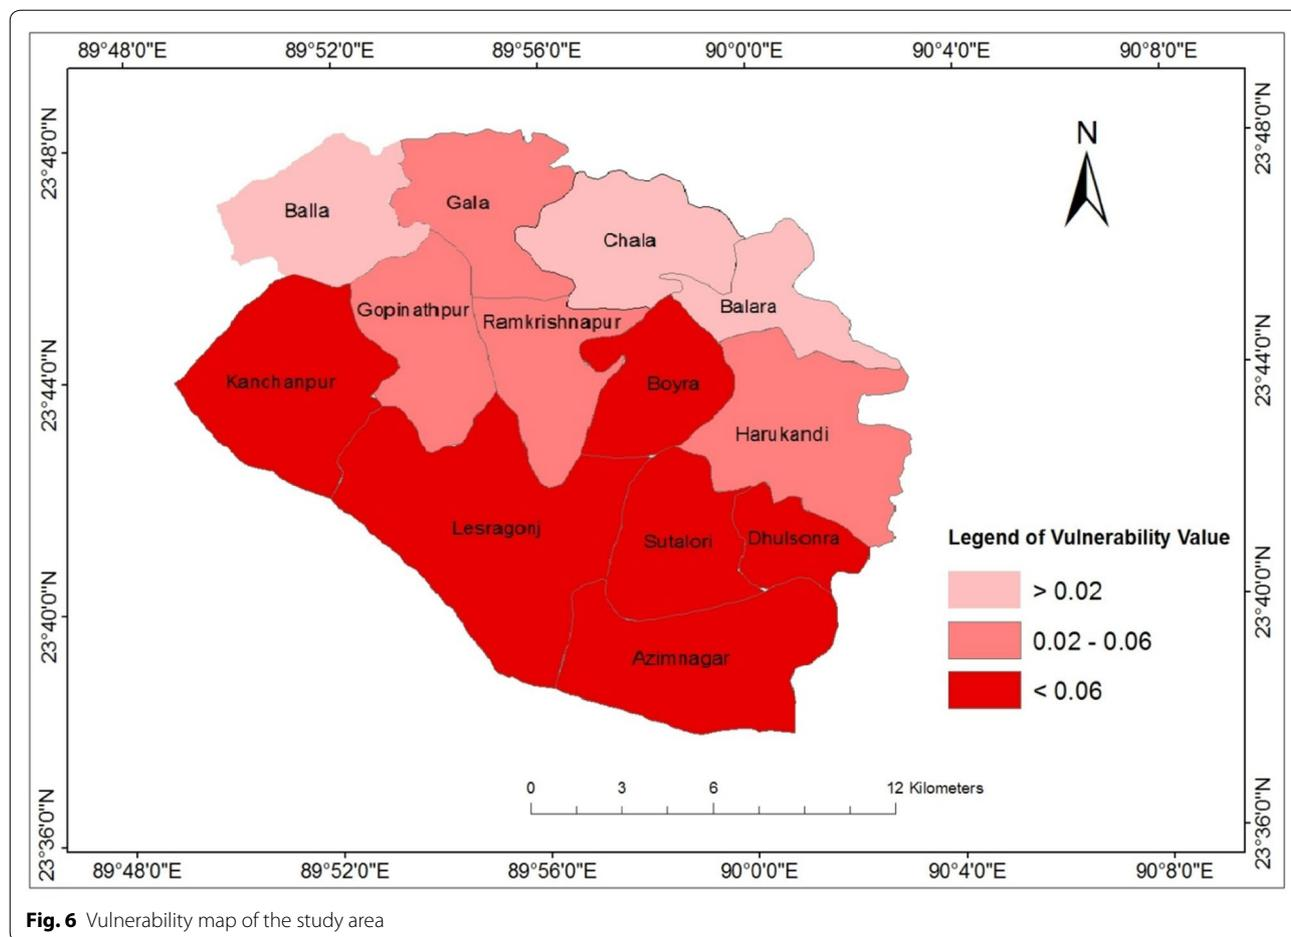 89°48'0"E 89°52'0"E 89°56'0"E 90°0'0"E 90°4'0"E 90°8'0"E
23°48'0"N
23°44'0"N
23°40'0"N
23°36'0"N
N
Balla
Gala
Chala
Balara
Gopinathpur
Ramkrishnapur
Kanchanpur
Boyra
Harukandi
Lesragonj
Sutalori
Dhulsonra
Azimnagar
Legend of Vulnerability Value
> 0.02
0.02 - 0.06
< 0.06
0 3 6 12 Kilometers
23°48'0"N
23°44'0"N
23°40'0"N
23°36'0"N
89°48'0"E 89°52'0"E 89°56'0"E 90°0'0"E 90°4'0"E 90°8'0"E
Fig. 6 Vulnerability map of the study area